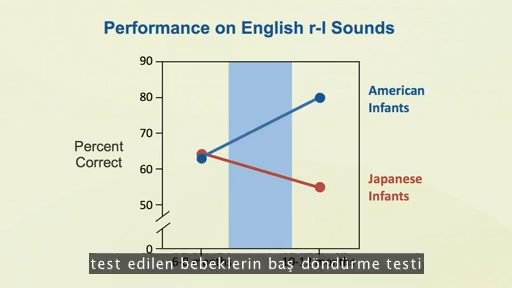 Performance on English r-l Sounds
90
80
70
60
50
0
Percent
Correct
American
Infants
Japanese
Infants
test edilen bebeklerin baş döndürme testi